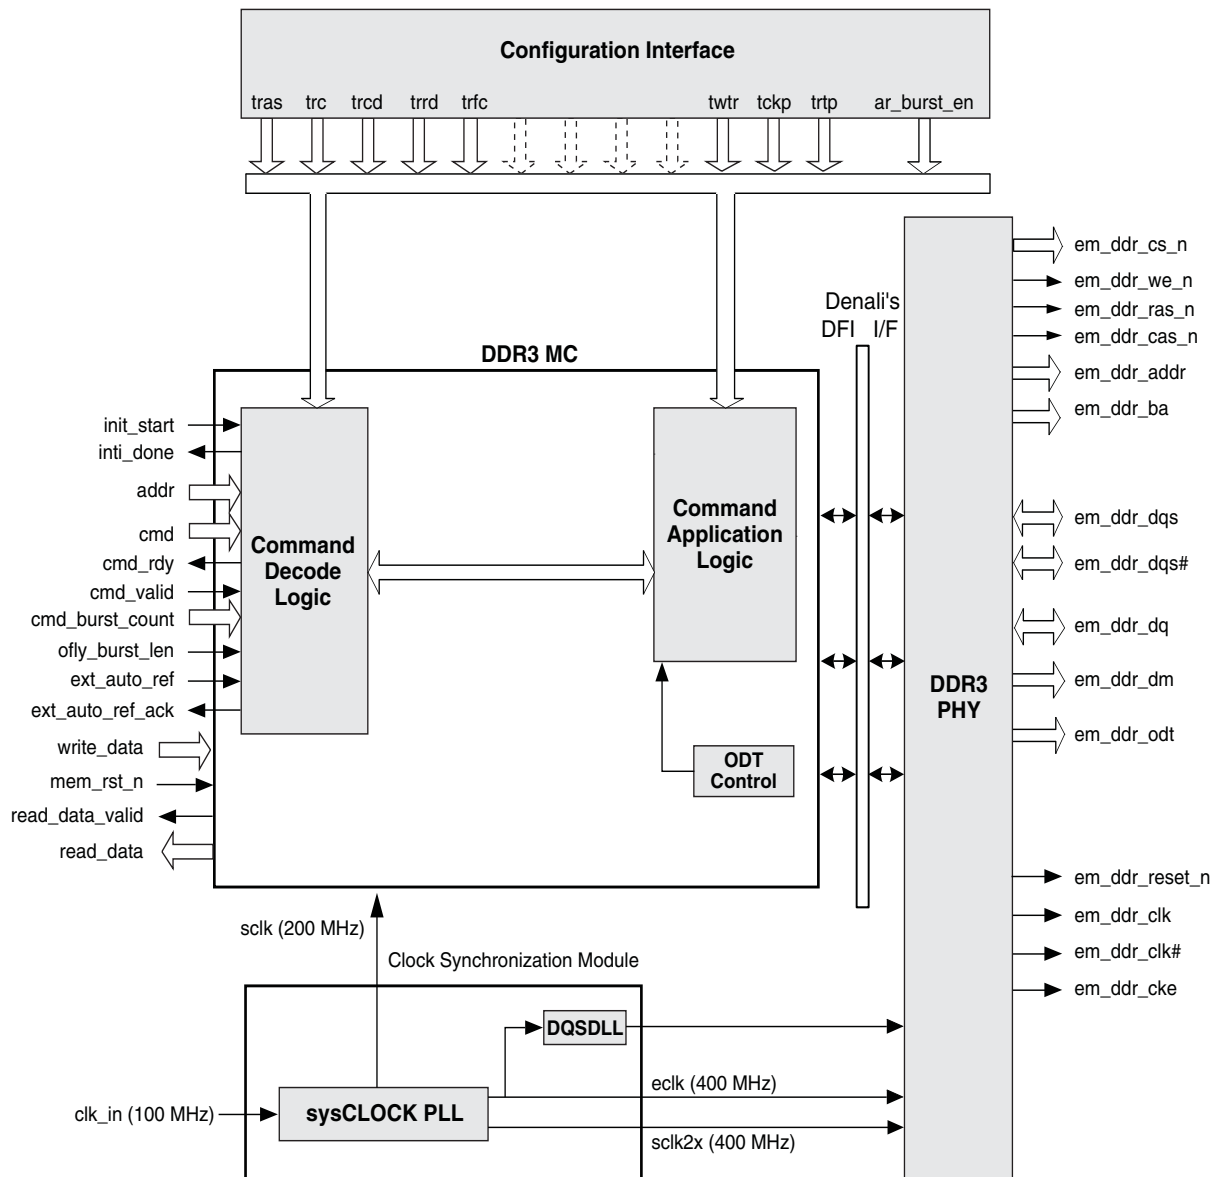 Configuration Interface
tras trc trcd trrd trfc twtr tckp trtp ar_burst_en
Denali's
DFI I/F
DDR3 MC
init_start
inti_done
addr
cmd
cmd_rdy
cmd_valid
cmd_burst_count
ofly_burst_len
ext_auto_ref
ext_auto_ref_ack
write_data
mem_rst_n
read_data_valid
read_data
Command
Decode
Logic
Command
Application
Logic
ODT
Control
DDR3
PHY
em_ddr_cs_n
em_ddr_we_n
em_ddr_ras_n
em_ddr_cas_n
em_ddr_addr
em_ddr_ba
em_ddr_dqs
em_ddr_dqs#
em_ddr_dq
em_ddr_dm
em_ddr_odt
em_ddr_reset_n
em_ddr_clk
em_ddr_clk#
em_ddr_cke
sclk (200 MHz)
Clock Synchronization Module
DQSDLL
eclk (400 MHz)
clk_in (100 MHz)
sysCLOCK PLL
sclk2x (400 MHz)